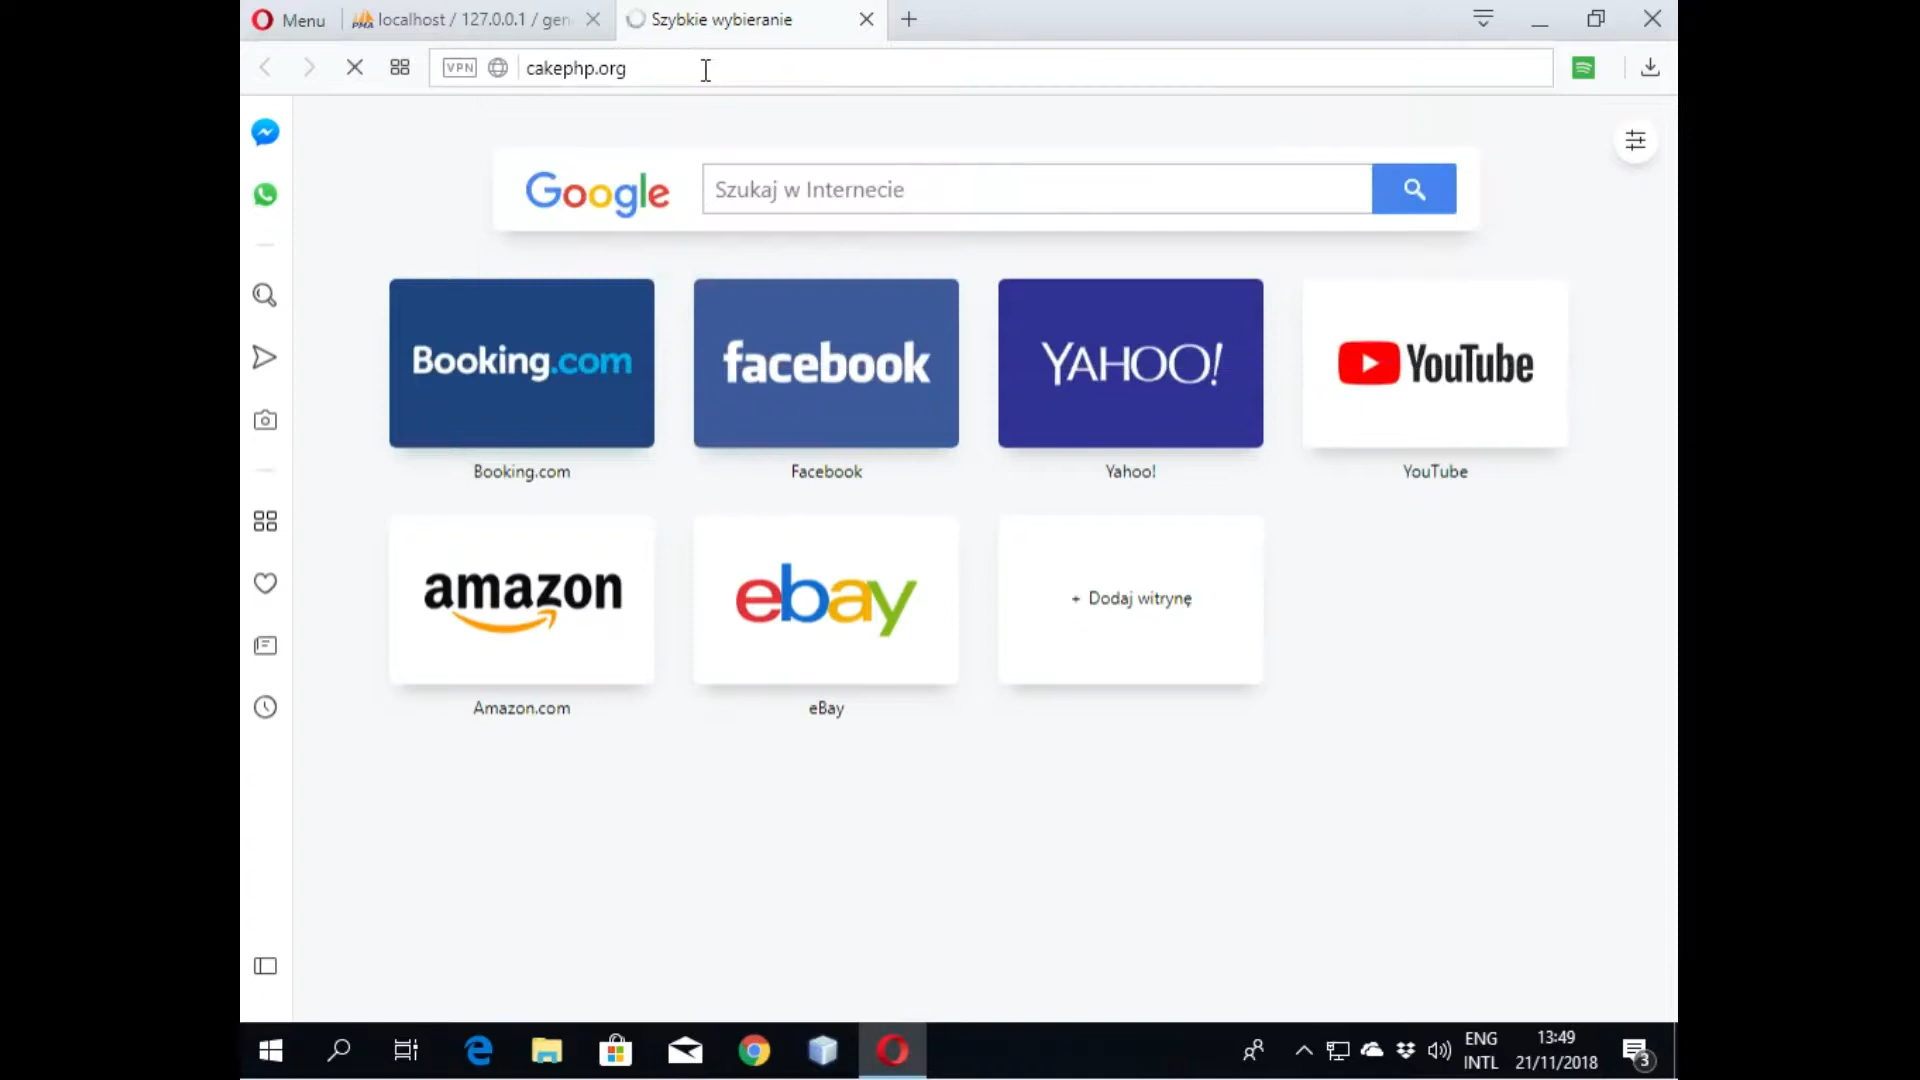 Menu
localhost / 127.0.0.1 / gen
Szybkie wybieranie
VPN
cakephp.org
Google
Szukaj w Internecie
Booking.com
facebook
YAHOO!
YouTube
Booking.com
Facebook
Yahoo!
YouTube
amazon
ebay
+ Dodaj witrynę
Amazon.com
eBay
ENG
INTL
13:49
21/11/2018
3